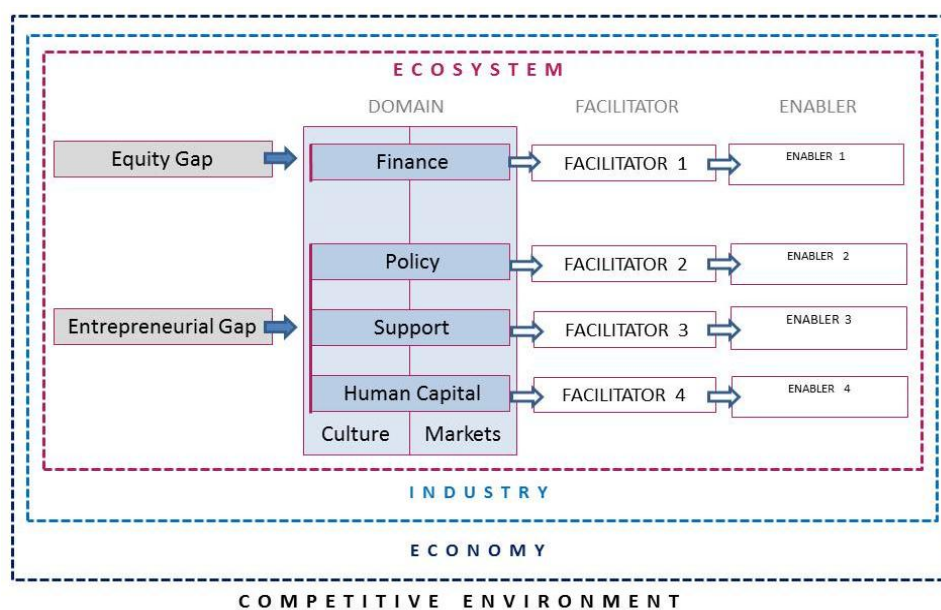 ECOSYSTEM
DOMAIN FACILITATOR ENABLER
Equity Gap Finance FACILITATOR 1 ENABLER 1
Policy FACILITATOR 2 ENABLER 2
Entrepreneurial Gap Support FACILITATOR 3 ENABLER 3
Human Capital FACILITATOR 4 ENABLER 4
Culture Markets
INDUSTRY
ECONOMY
COMPETITIVE ENVIRONMENT